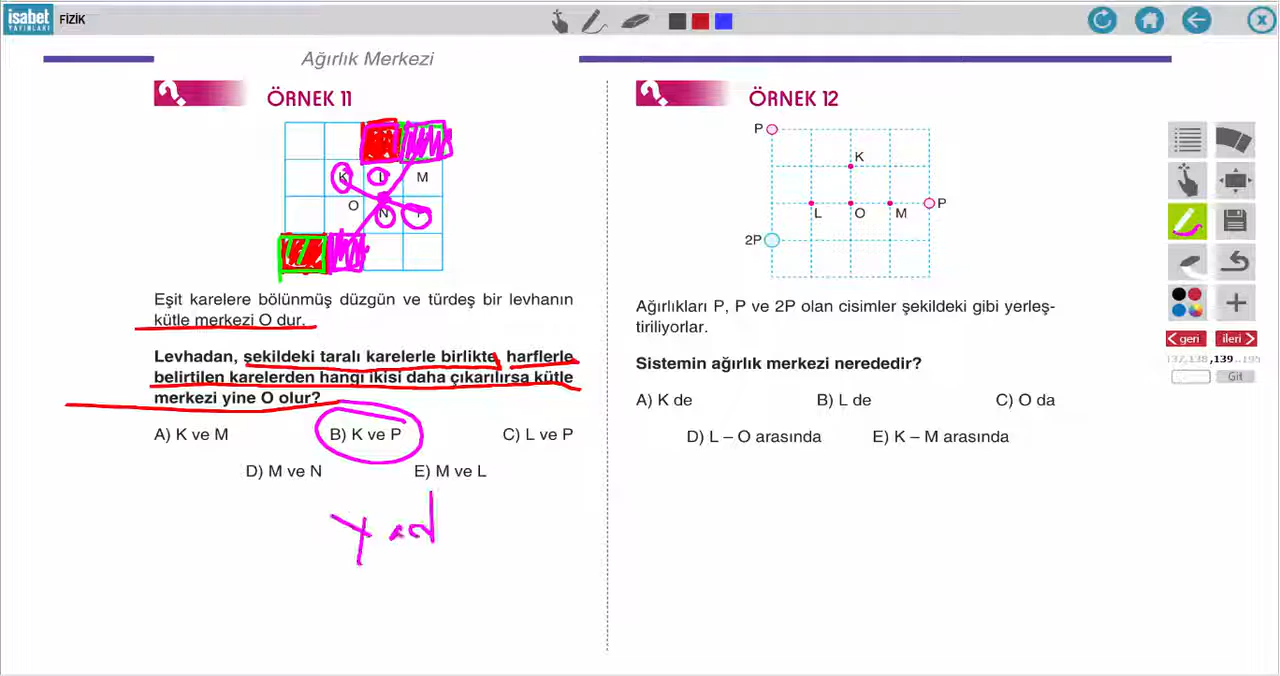 isabet
YAYINLARI
FİZİK
Ağırlık Merkezi
ÖRNEK 11
K L M
O
N P
Eşit karelere bölünmüş düzgün ve türdeş bir levhanın
kütle merkezi O dur.
Levhadan, şekildeki taralı karelerle birlikte, harflerle
belirtilen karelerden hangi ikisi daha çıkarılırsa kütle
merkezi yine O olur?
A) K ve M
B) K ve P
C) L ve P
D) M ve N
E) M ve L
ÖRNEK 12
P
K
L O M P
2P
Ağırlıkları P, P ve 2P olan cisimler şekildeki gibi yerleş-
tiriliyorlar.
Sistemin ağırlık merkezi nerededir?
A) K de
B) L de
C) O da
D) L – O arasında
E) K – M arasında
geri
ileri
137,138,139...195
Git